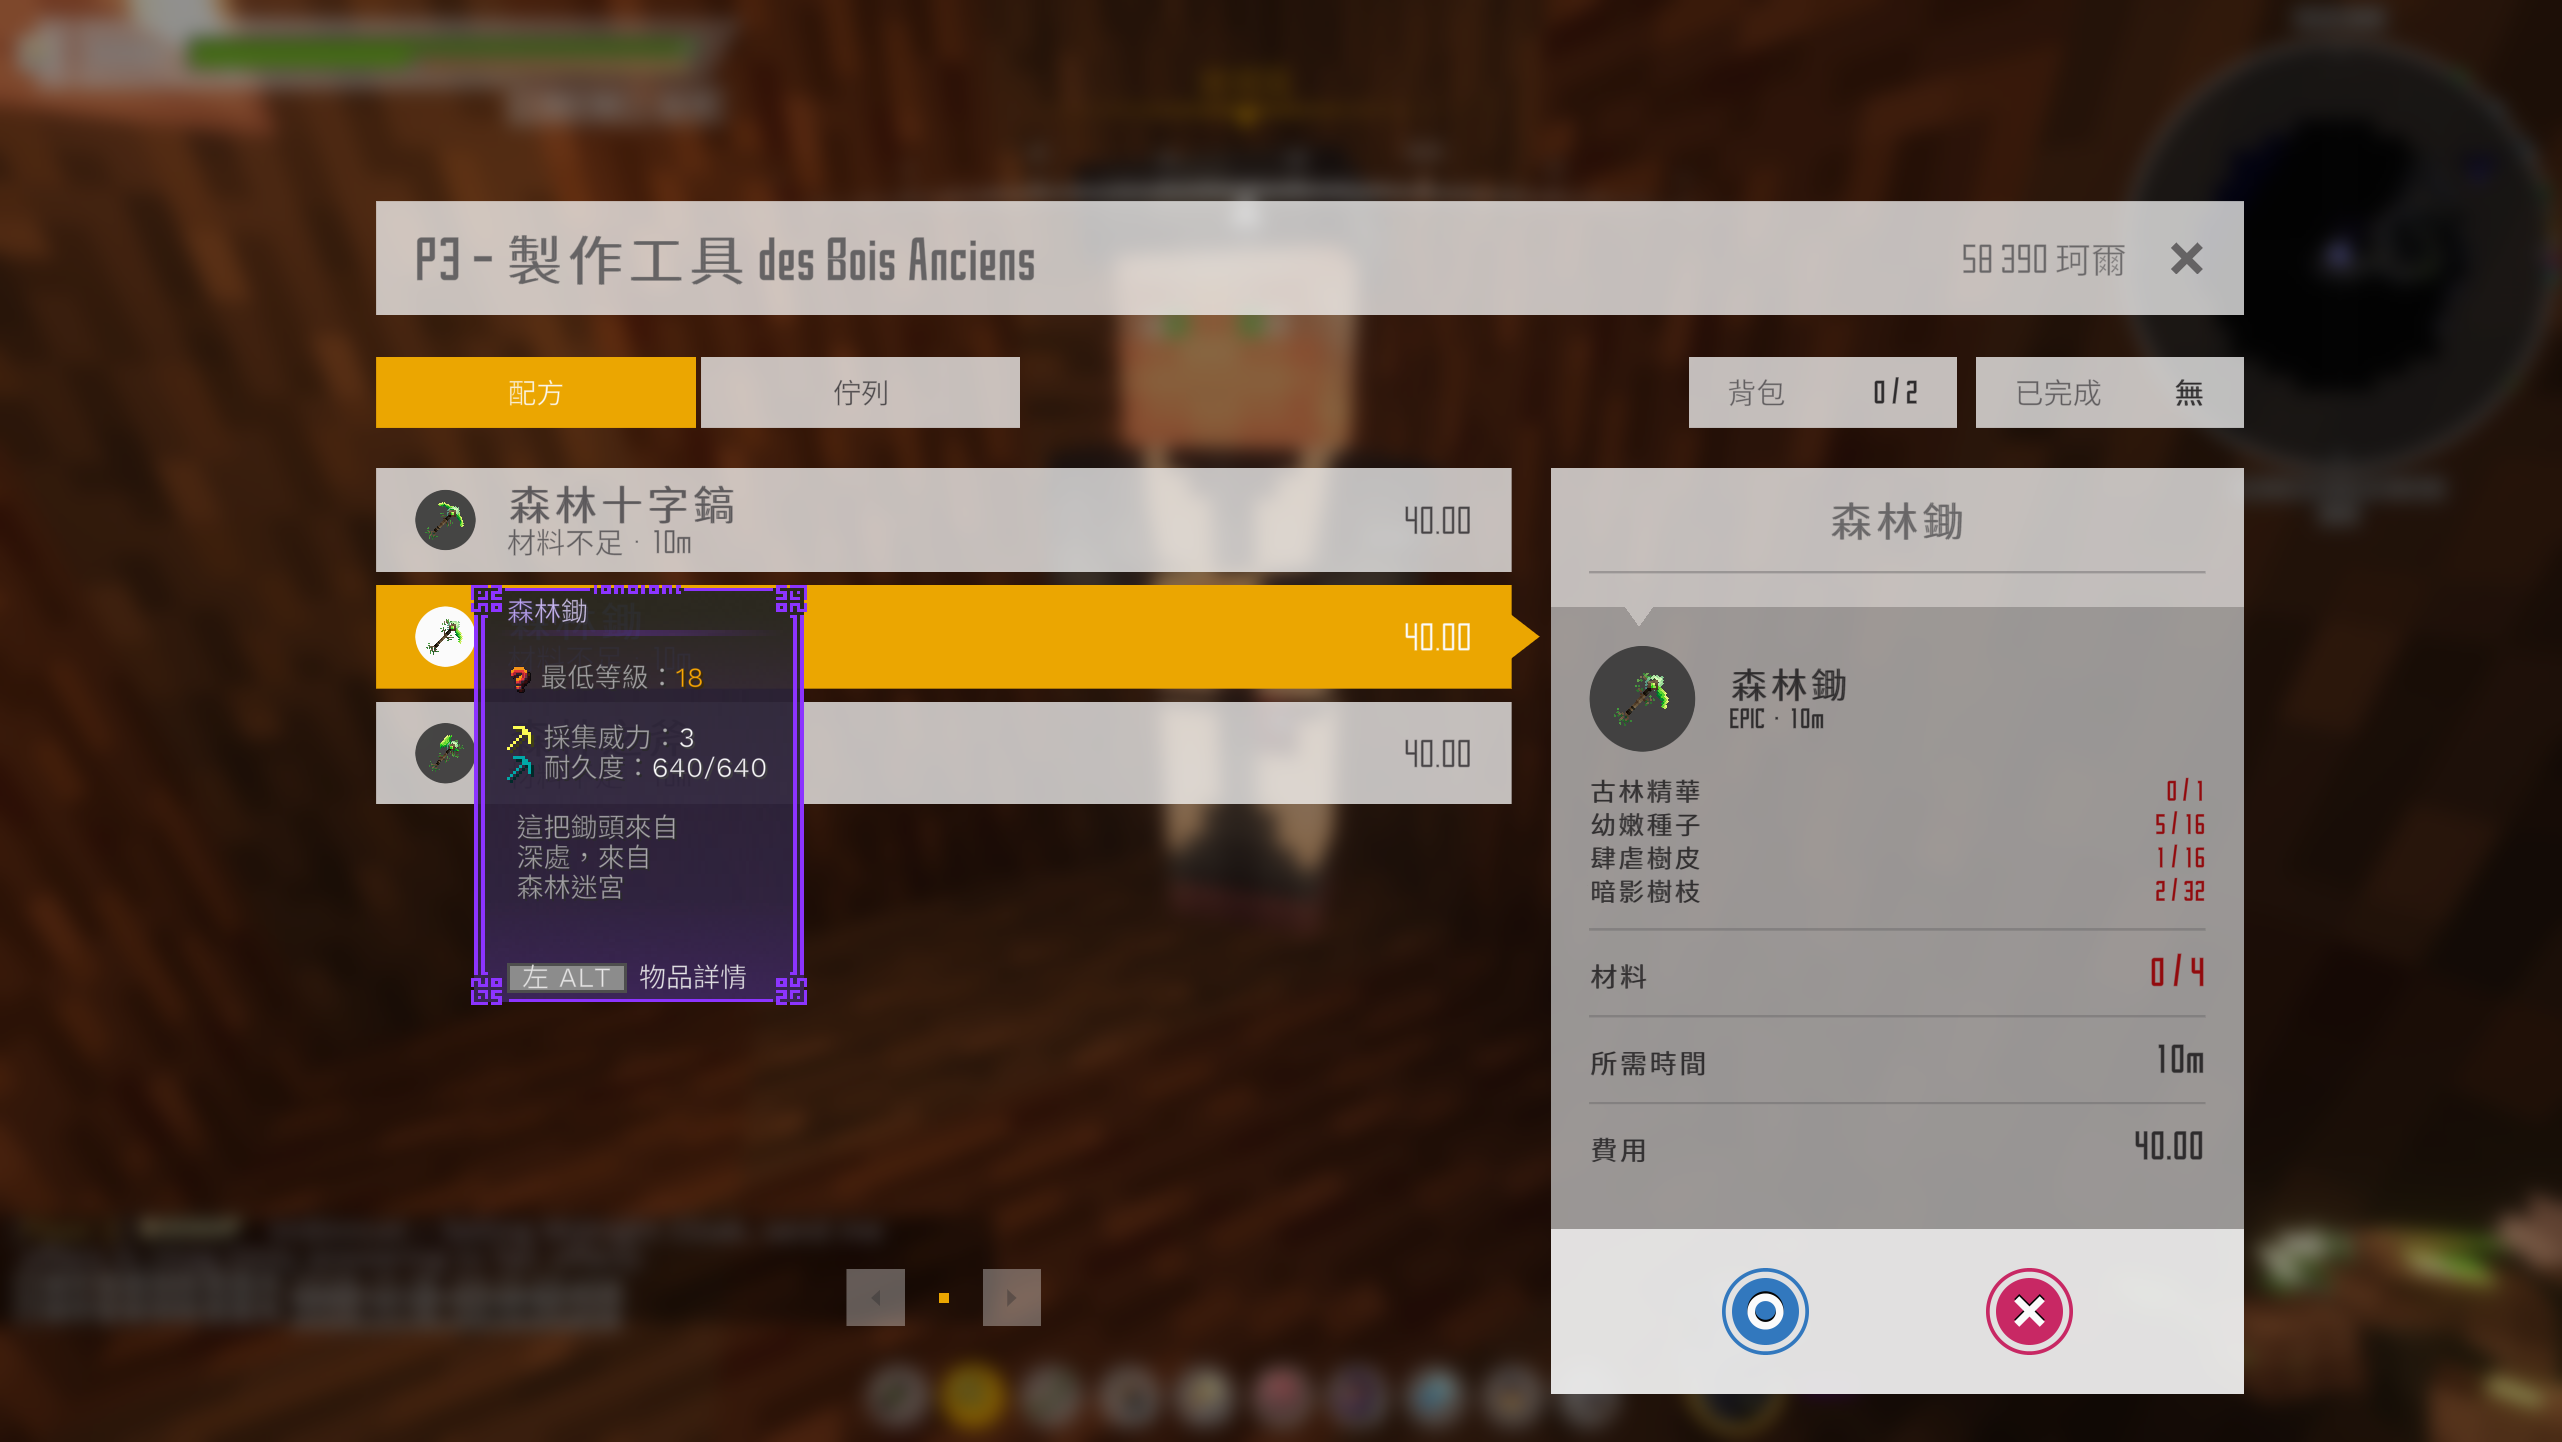 P3 - 製作工具 des Bois Anciens
58 390 珂爾
配方
佇列
背包 0/2
已完成 無
森林十字鎬
材料不足 · 10m
40.00
40.00
40.00
森林鋤
最低等級：18
採集威力：3
耐久度：640/640
這把鋤頭來自
深處，來自
森林迷宮
左 ALT 物品詳情
森林鋤
森林鋤
EPIC · 10m
古林精華 0/1
幼嫩種子 5/16
肆虐樹皮 1/16
暗影樹枝 2/32
材料 0/4
所需時間 10m
費用 40.00